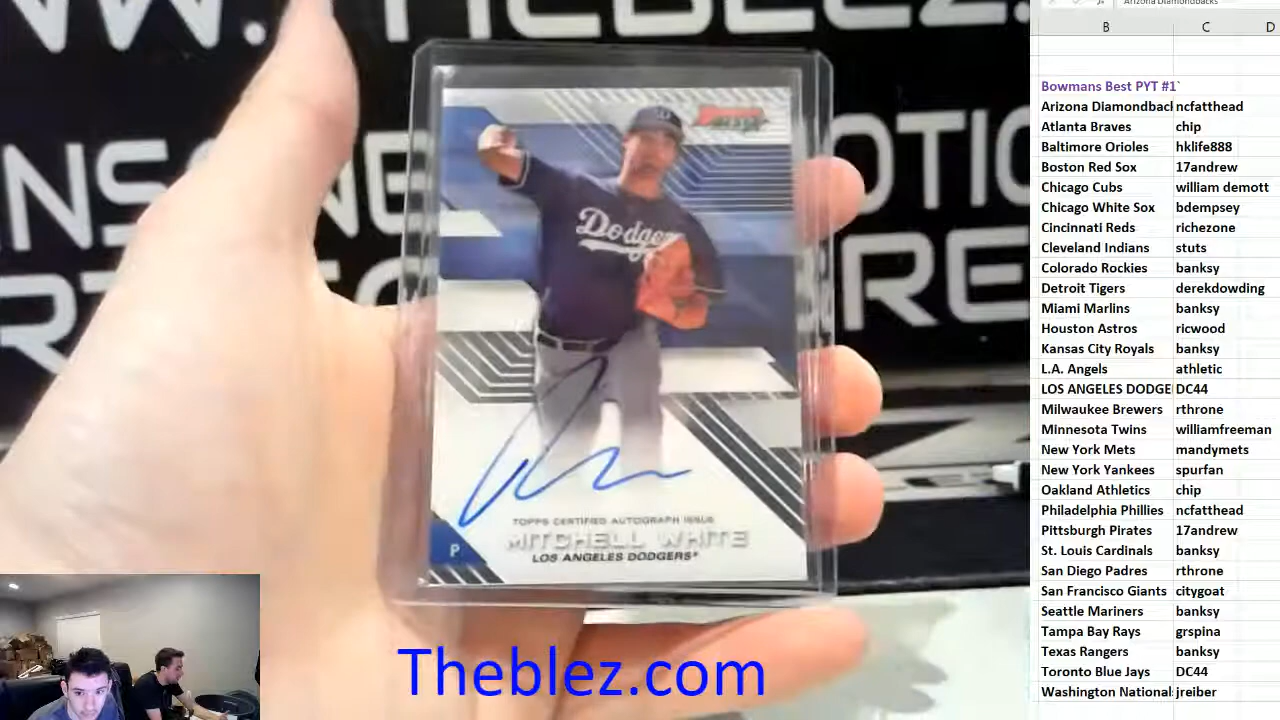 Arizona Diamondbacks
B C D
Bowmans Best PYT #1`
Arizona Diamondbacl ncfatthead
Atlanta Braves chip
Baltimore Orioles hklife888
Boston Red Sox 17andrew
Chicago Cubs william demott
Chicago White Sox bdempsey
Cincinnati Reds richezone
Cleveland Indians stuts
Colorado Rockies banksy
Detroit Tigers derekdowding
Miami Marlins banksy
Houston Astros ricwood
Kansas City Royals banksy
L.A. Angels athletic
LOS ANGELES DODGE DC44
Milwaukee Brewers rthrone
Minnesota Twins williamfreeman
New York Mets mandymets
New York Yankees spurfan
Oakland Athletics chip
Philadelphia Phillies ncfatthead
Pittsburgh Pirates 17andrew
St. Louis Cardinals banksy
San Diego Padres rthrone
San Francisco Giants citygoat
Seattle Mariners banksy
Tampa Bay Rays grspina
Texas Rangers banksy
Toronto Blue Jays DC44
Washington National jreiber
Dodgers
TOPPS CERTIFIED AUTOGRAPH ISSUE
MITCHELL WHITE
P
LOS ANGELES DODGERS
Theblez.com